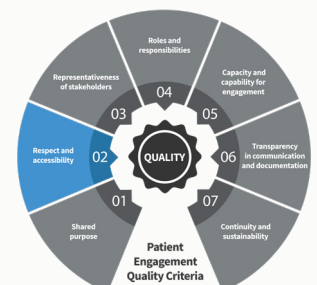 Roles and
responsibilities
Representativeness
of stakeholders
Capacity and
capability for
engagement
04
03
05
Respect and
accessibility
02
QUALITY
06
Transparency
in communication
and documentation
01
07
Shared
purpose
Continuity and
sustainability
Patient
Engagement
Quality Criteria